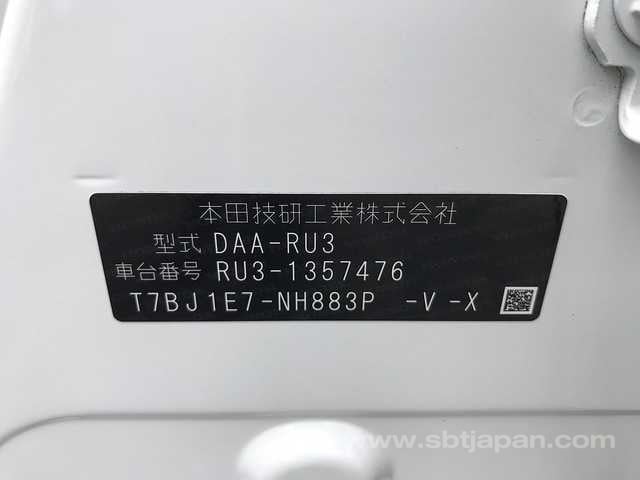 本田技研工業株式会社
型式 DAA-RU3
車台番号 RU3-1357476
T7BJ1E7-NH883P -V -X
www.sbtjapan.com